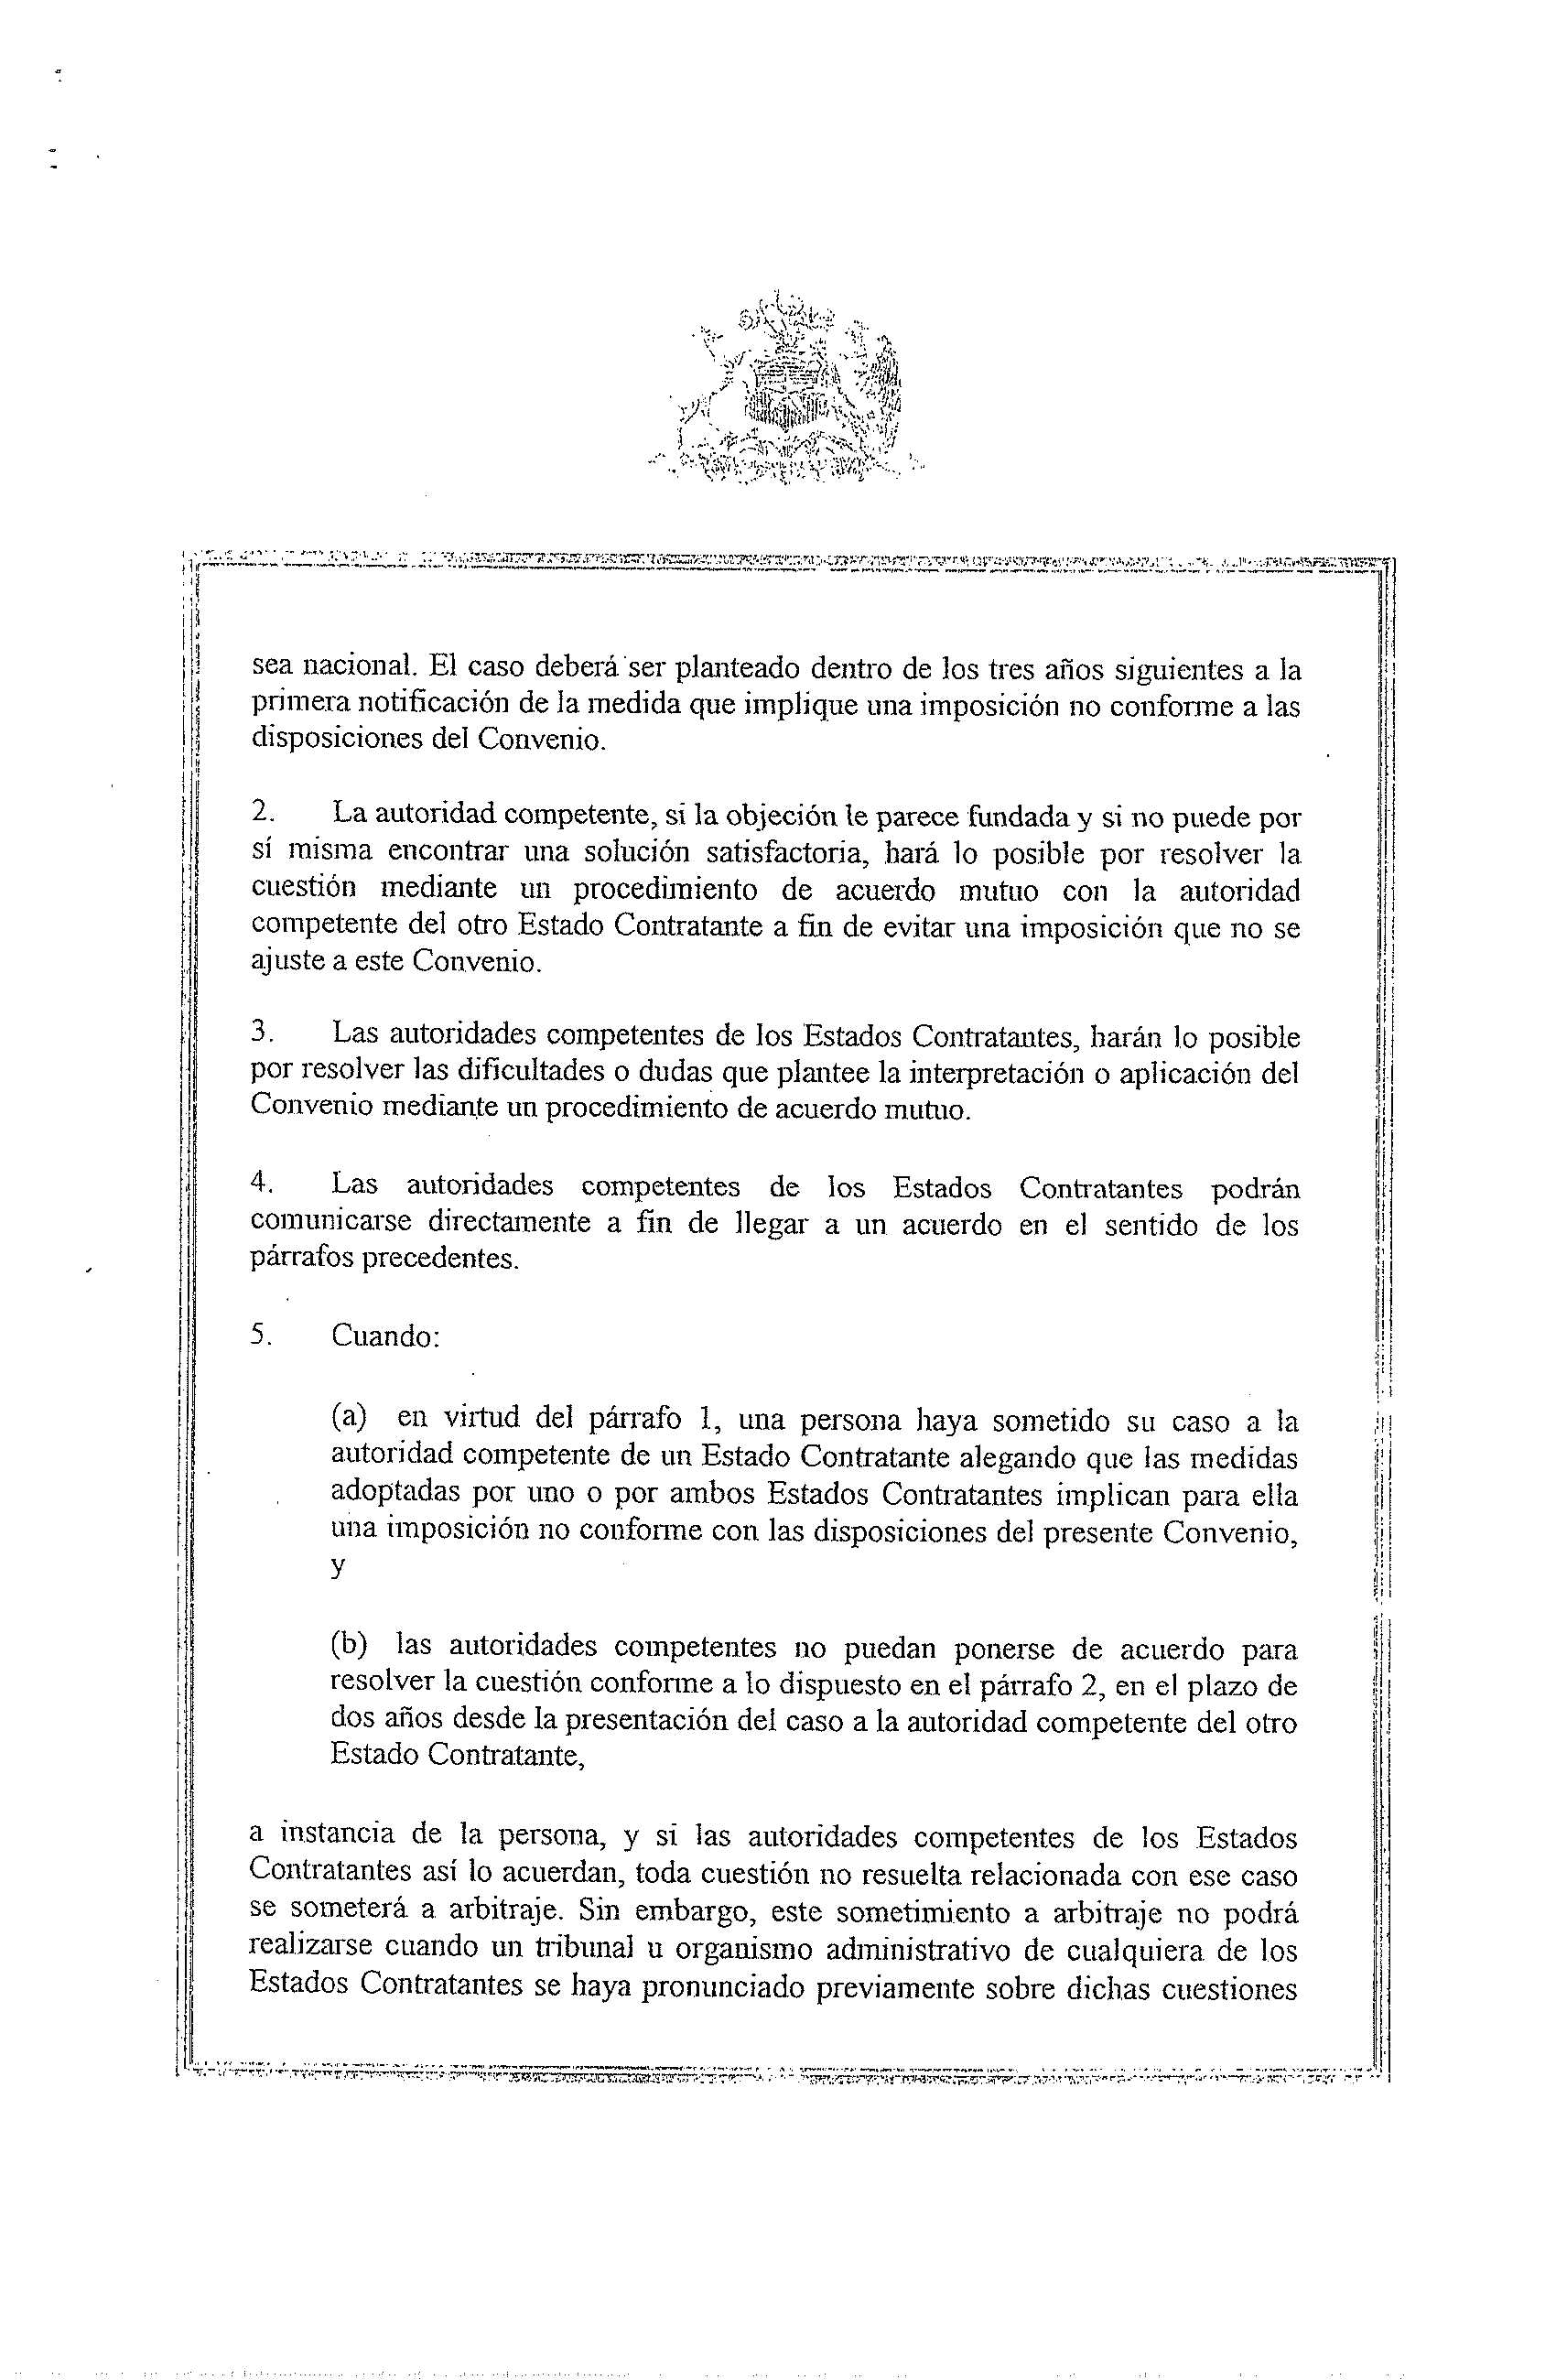 sea nacional. El caso deberá ser planteado dentro de los tres años siguientes a la
primera notificación de la medida que implique una imposición no conforme a las
disposiciones del Convenio.
2. La autoridad competente, si la objeción le parece fundada y si no puede por
sí misma encontrar una solución satisfactoria, hará lo posible por resolver la
cuestión mediante un procedimiento de acuerdo mutuo con la autoridad
competente del otro Estado Contratante a fin de evitar una imposición que no se
ajuste a este Convenio.
3. Las autoridades competentes de los Estados Contratantes, harán lo posible
por resolver las dificultades o dudas que plantee la interpretación o aplicación del
Convenio mediante un procedimiento de acuerdo mutuo.
4. Las autoridades competentes de los Estados Contratantes podrán
comunicarse directamente a fin de llegar a un acuerdo en el sentido de los
párrafos precedentes.
5. Cuando:
(a) en virtud del párrafo 1, una persona haya sometido su caso a la
autoridad competente de un Estado Contratante alegando que las medidas
adoptadas por uno o por ambos Estados Contratantes implican para ella
una imposición no conforme con las disposiciones del presente Convenio,
y
(b) las autoridades competentes no puedan ponerse de acuerdo para
resolver la cuestión conforme a lo dispuesto en el párrafo 2, en el plazo de
dos años desde la presentación del caso a la autoridad competente del otro
Estado Contratante,
a instancia de la persona, y si las autoridades competentes de los Estados
Contratantes así lo acuerdan, toda cuestión no resuelta relacionada con ese caso
se someterá a arbitraje. Sin embargo, este sometimiento a arbitraje no podrá
realizarse cuando un tribunal u organismo administrativo de cualquiera de los
Estados Contratantes se haya pronunciado previamente sobre dichas cuestiones